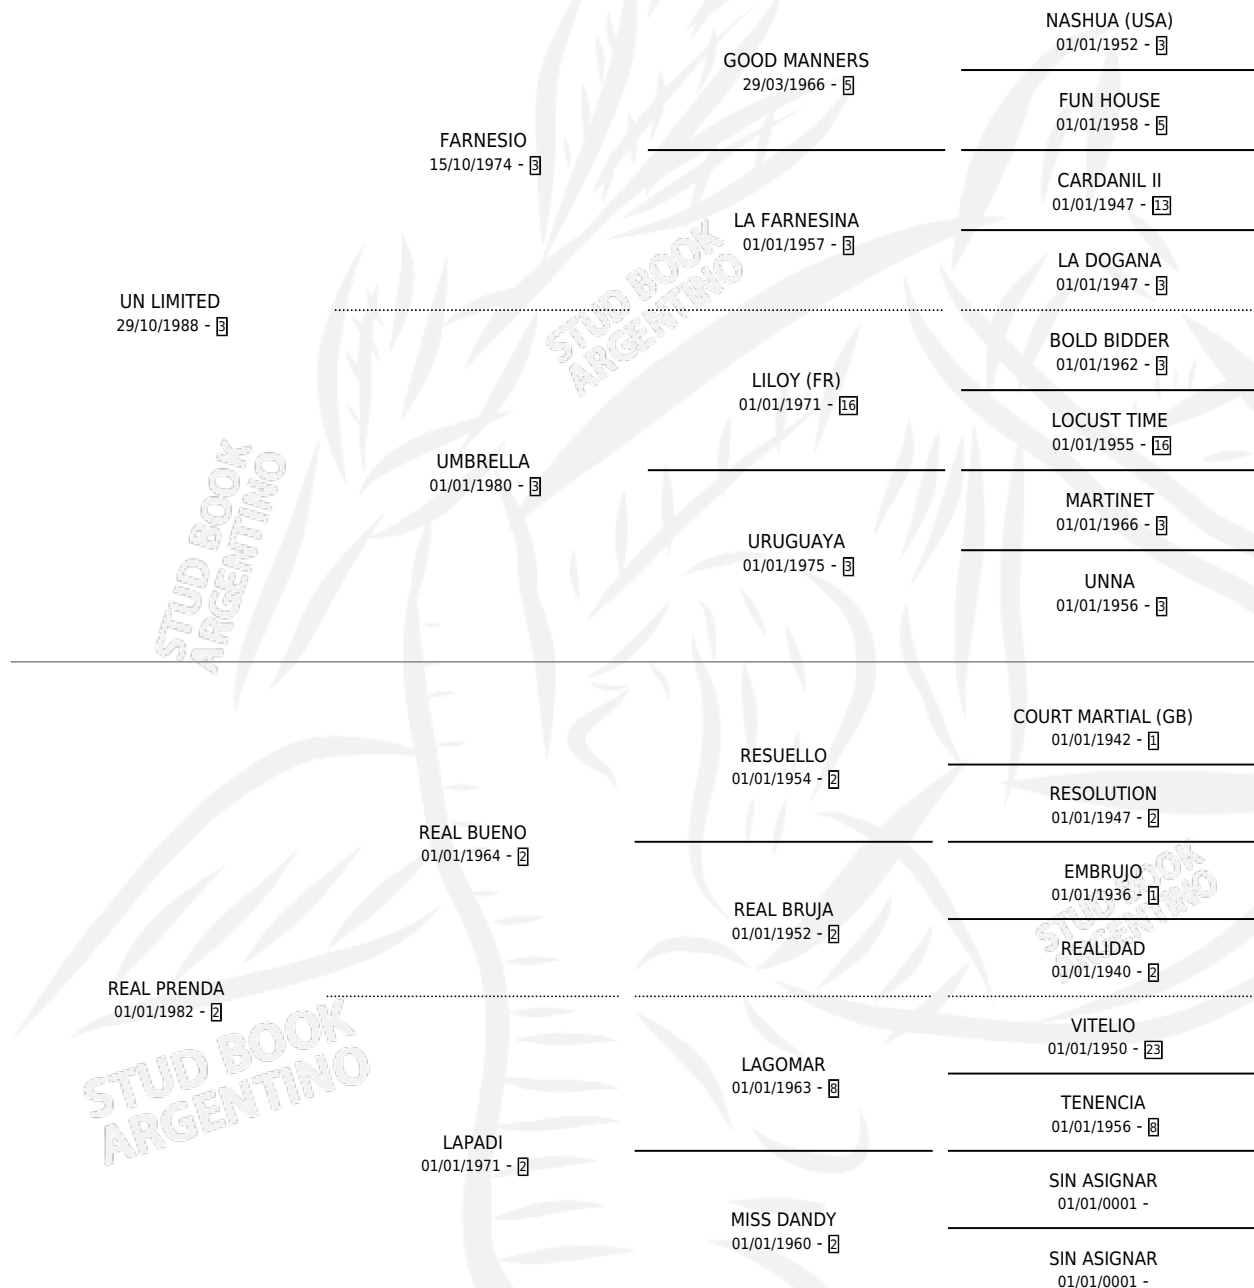 NASHUA (USA)
01/01/1952 - 3
GOOD MANNERS
29/03/1966 - 5
FUN HOUSE
01/01/1958 - 5
FARNESIO
15/10/1974 - 3
CARDANIL II
01/01/1947 - 13
LA FARNESINA
01/01/1957 - 3
LA DOGANA
01/01/1947 - 3
UN LIMITED
29/10/1988 - 3
BOLD BIDDER
01/01/1962 - 3
LILOY (FR)
01/01/1971 - 16
LOCUST TIME
01/01/1955 - 16
UMBRELLA
01/01/1980 - 3
MARTINET
01/01/1966 - 3
URUGUAYA
01/01/1975 - 3
UNNA
01/01/1956 - 3
COURT MARTIAL (GB)
01/01/1942 - 1
RESUELLO
01/01/1954 - 2
RESOLUTION
01/01/1947 - 2
REAL BUENO
01/01/1964 - 2
EMBRUJO
01/01/1936 - 1
REAL BRUJA
01/01/1952 - 2
REALIDAD
01/01/1940 - 2
REAL PRENDA
01/01/1982 - 2
VITELIO
01/01/1950 - 23
LAGOMAR
01/01/1963 - 8
TENENCIA
01/01/1956 - 8
LAPADI
01/01/1971 - 2
SIN ASIGNAR
01/01/0001 -
MISS DANDY
01/01/1960 - 2
SIN ASIGNAR
01/01/0001 -
STUD BOOK
ARGENTINO
STUD BOOK
ARGENTINO
STUD BOOK
ARGENTINO
STUD BOOK
ARGENTINO